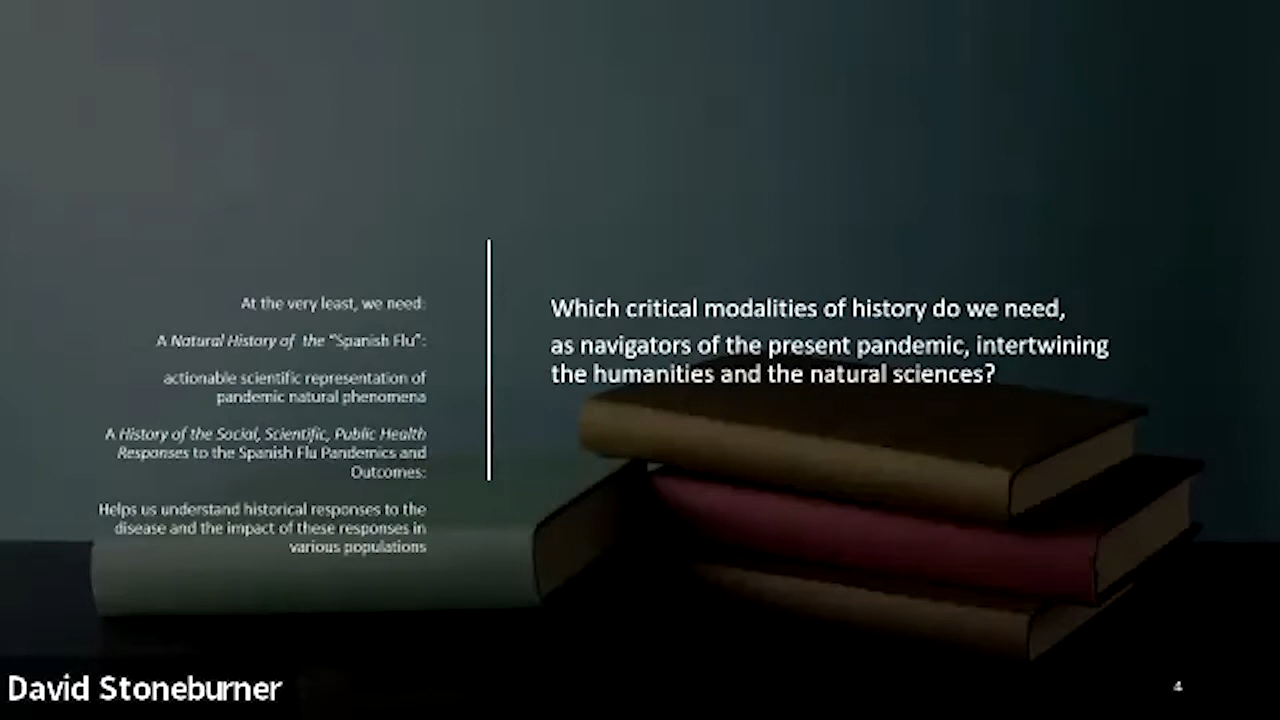 At the very least, we need:
A Natural History of the “Spanish Flu”:
actionable scientific representation of
pandemic natural phenomena
A History of the Social, Scientific, Public Health
Responses to the Spanish Flu Pandemics and
Outcomes:
Helps us understand historical responses to the
disease and the impact of these responses in
various populations
Which critical modalities of history do we need,
as navigators of the present pandemic, intertwining
the humanities and the natural sciences?
David Stoneburner
4